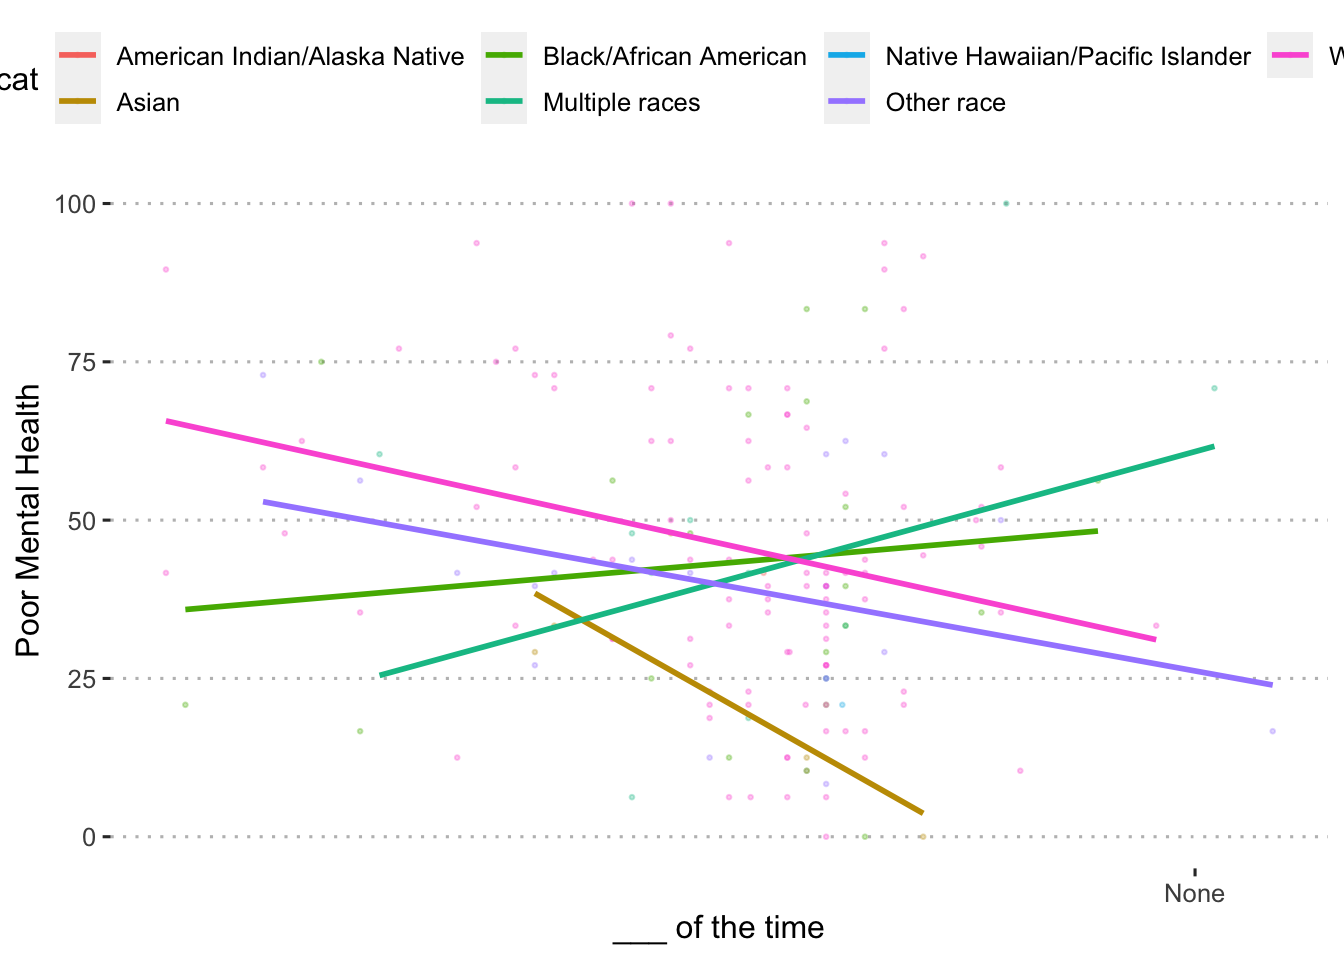 American Indian/Alaska Native Black/African American Native Hawaiian/Pacific Islander W
cat
Asian Multiple races Other race
100
75
50
25
0
Poor Mental Health
None
___ of the time